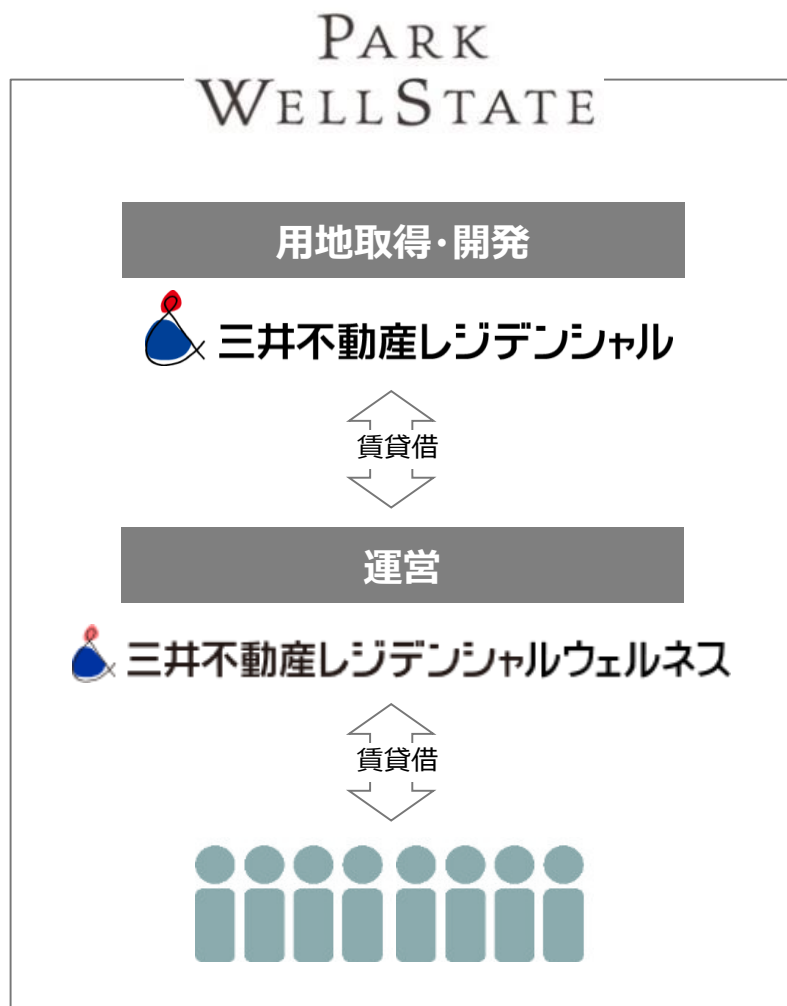 PARK
WELLSTATE
用地取得・開発
三井不動産レジデンシャル
賃貸借
運営
三井不動産レジデンシャルウェルネス
賃貸借